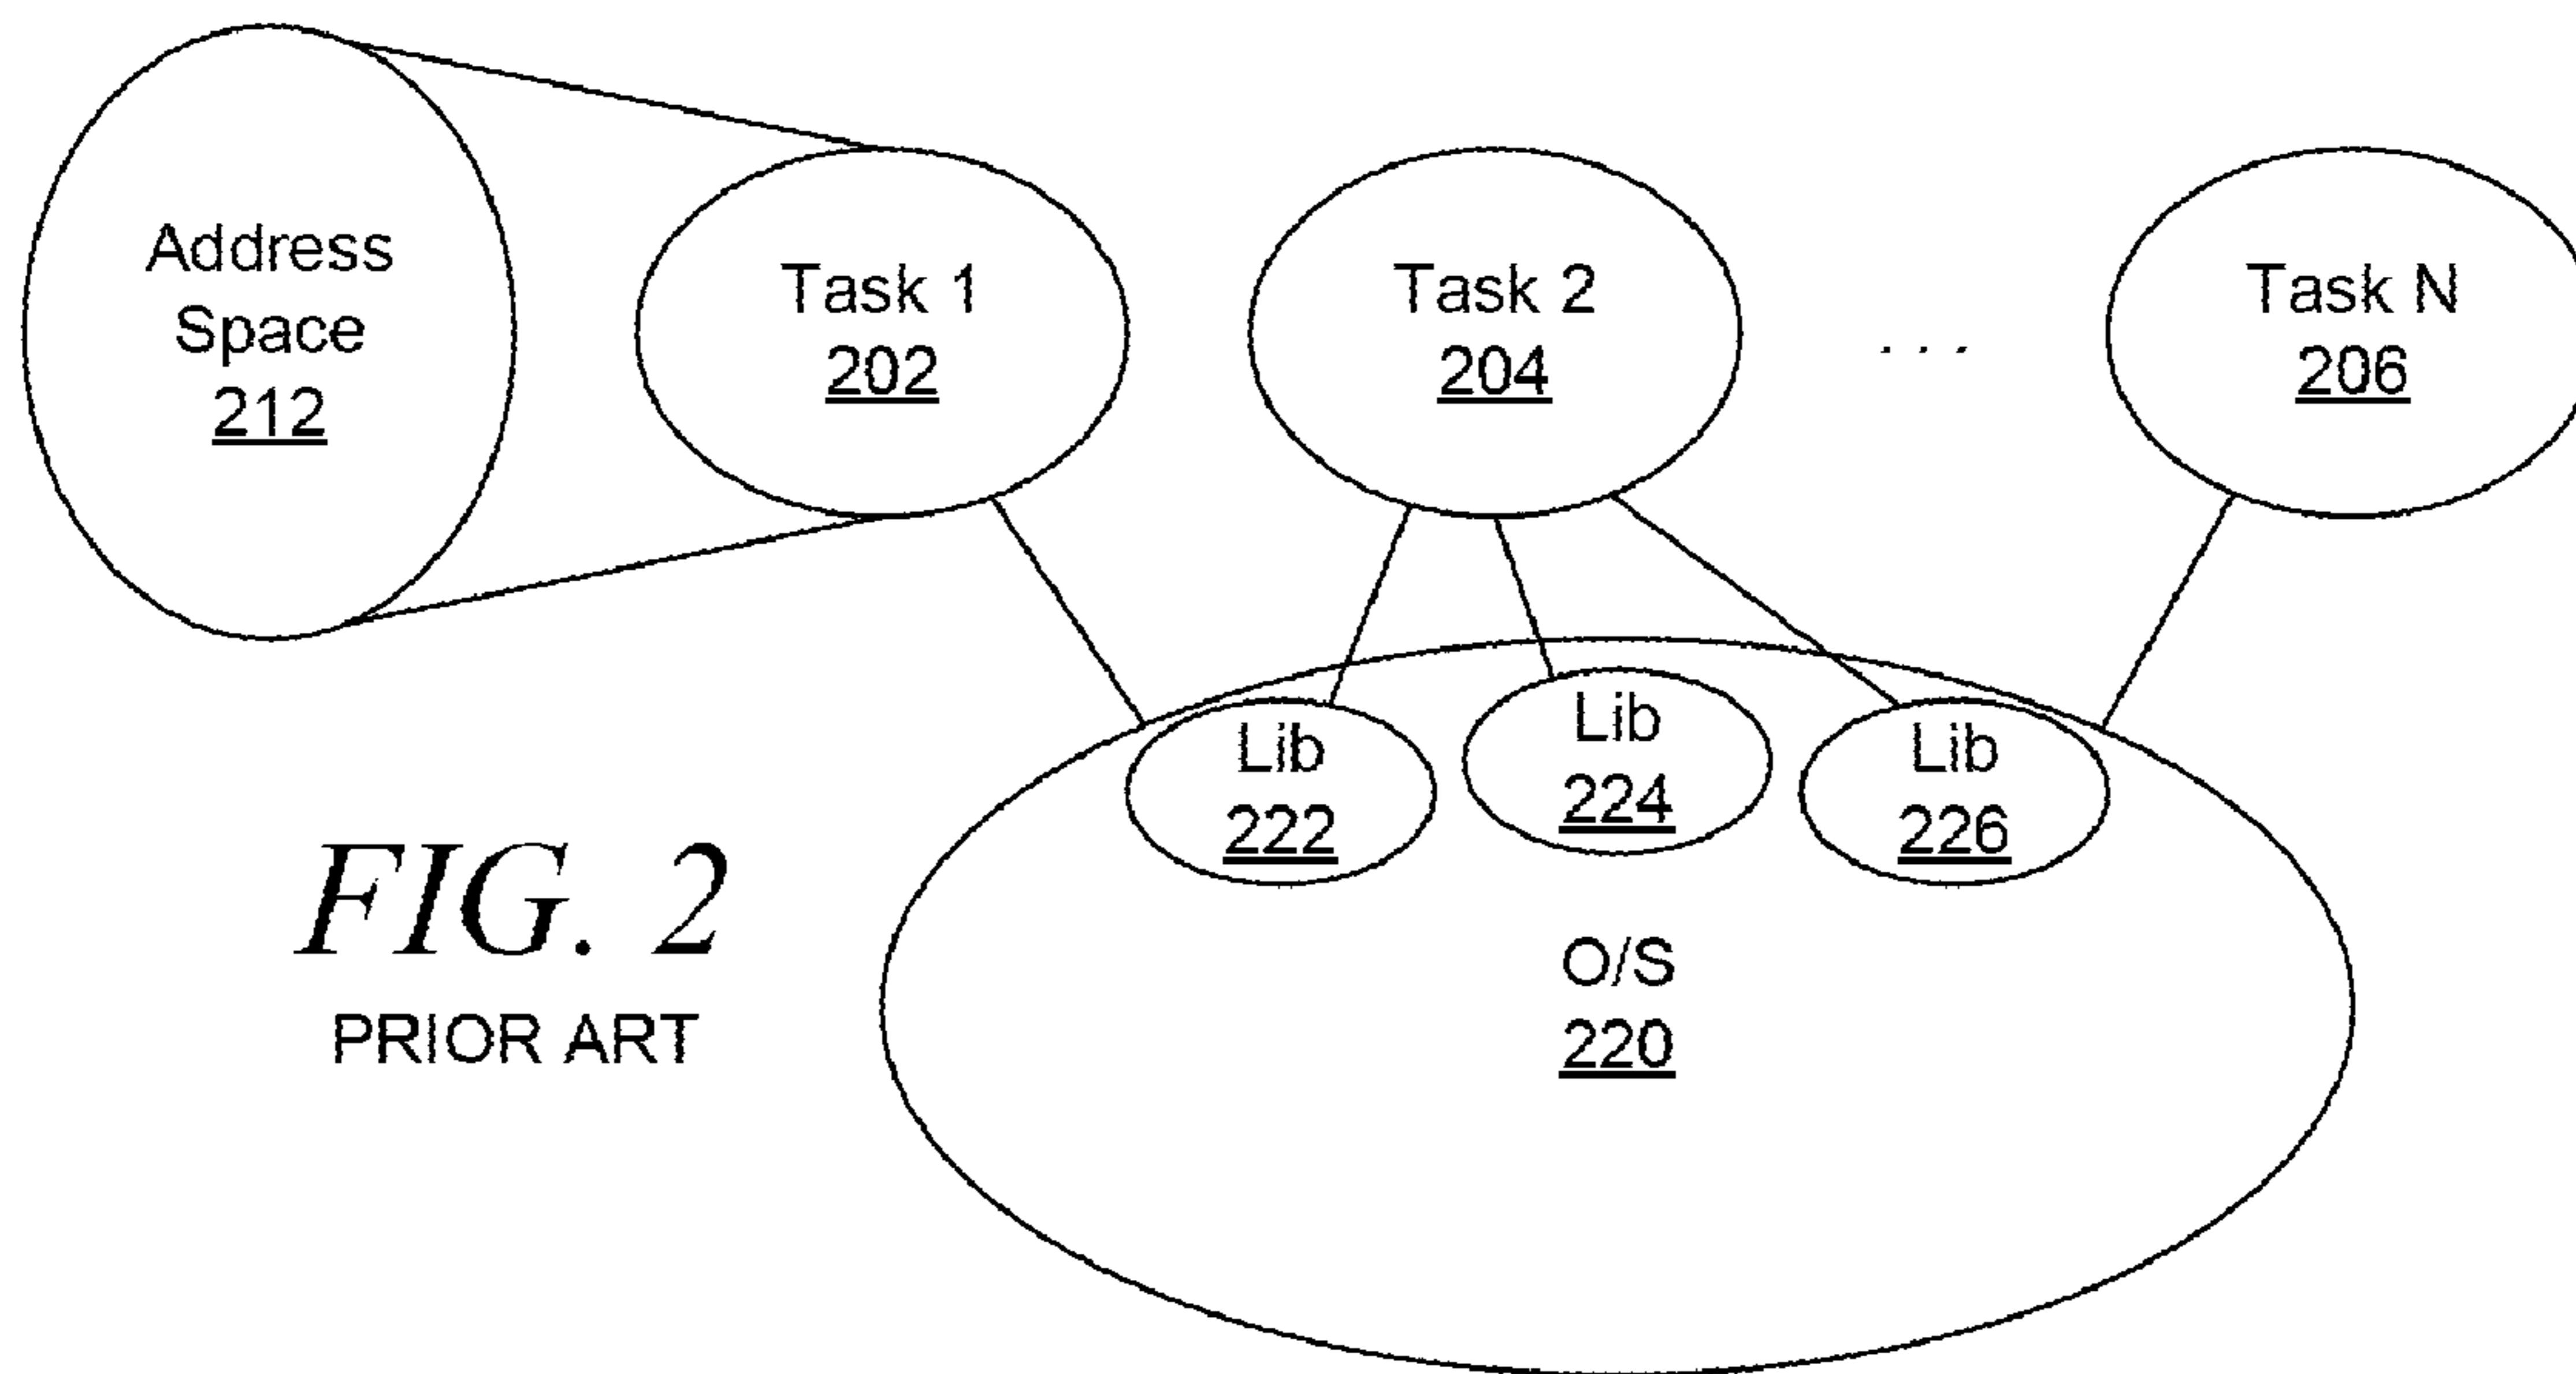 Address
Space
212
Task 1
202
Task 2
204
. . .
Task N
206
Lib
222
Lib
224
Lib
226
O/S
220
FIG. 2
PRIOR ART